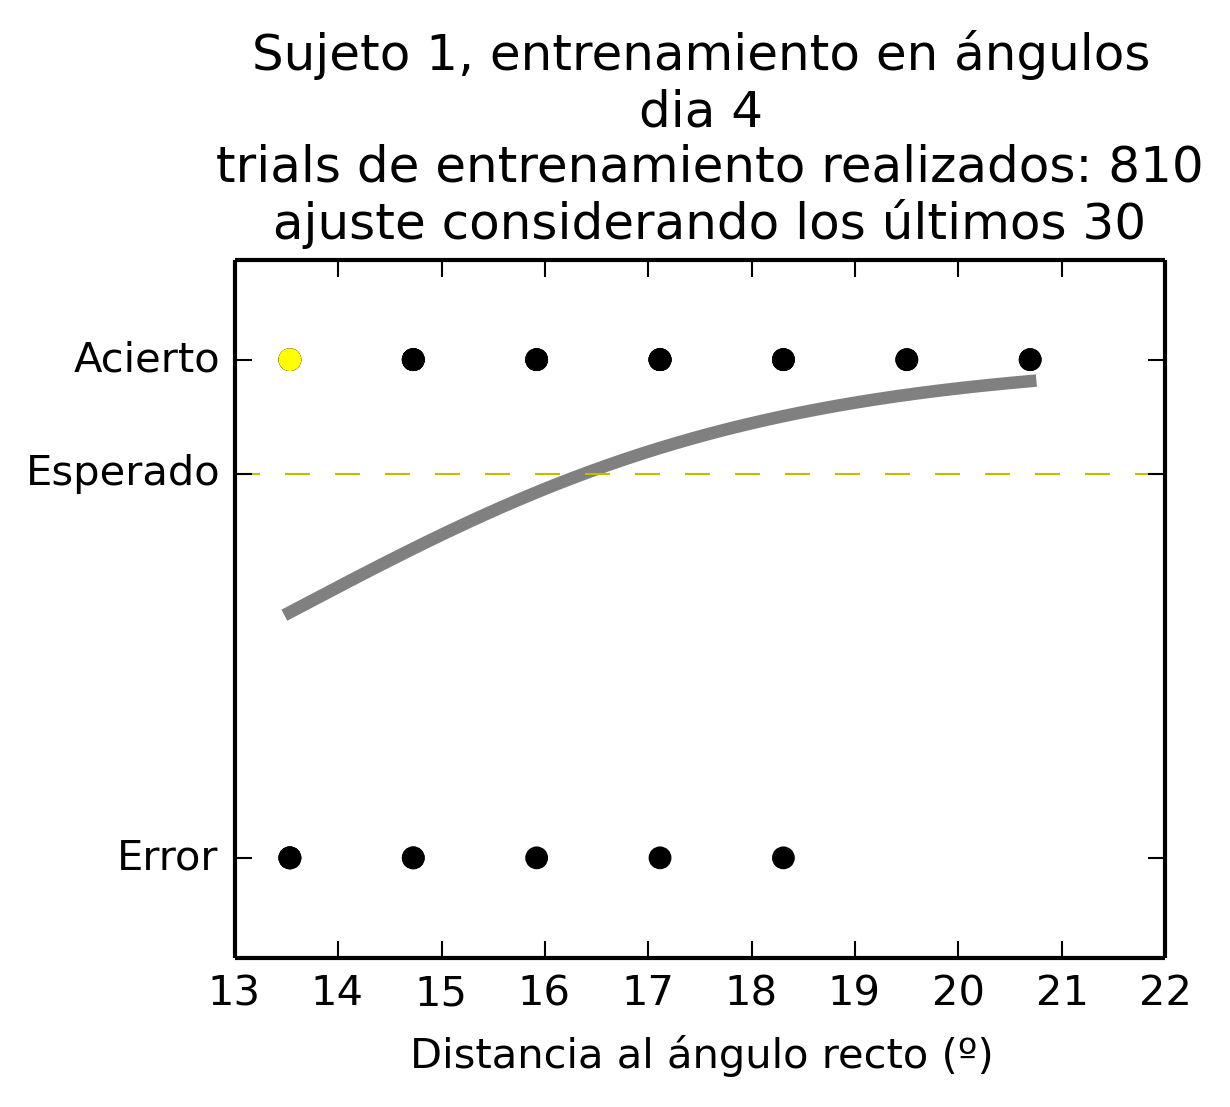 Sujeto 1, entrenamiento en ángulos
dia 4
trials de entrenamiento realizados: 810
ajuste considerando los últimos 30
Acierto
Esperado
Error
13 14 15 16 17 18 19 20 21 22
Distancia al ángulo recto (º)